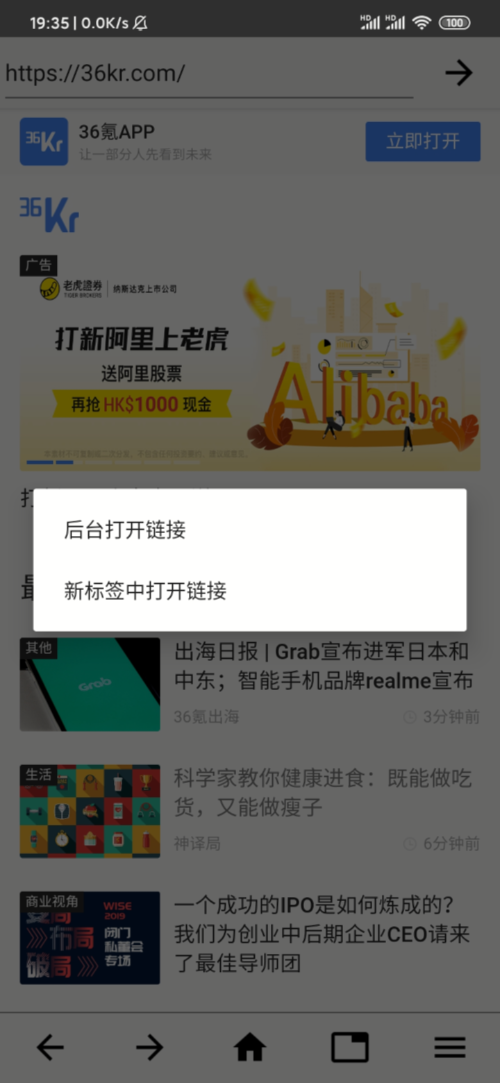 19:35 | 0.0K/s
HD HD 100
https://36kr.com/
36Kr
36氪APP
让一部分人先看到未来
立即打开
36Kr
广告
老虎證券 纳斯达克上市公司
TIGER BROKERS
打新阿里上老虎
送阿里股票
再抢 HK$1000 现金
Alibaba
后台打开链接
新标签中打开链接
其他
Grab
出海日报 | Grab宣布进军日本和
中东；智能手机品牌realme宣布
36氪出海
3分钟前
生活
科学家教你健康进食：既能做吃
货，又能做瘦子
神译局
6分钟前
商业视角
WISE
2019
变局
布局
破局
闭门
私董会
专场
一个成功的IPO是如何炼成的？
我们为创业中后期企业CEO请来
了最佳导师团